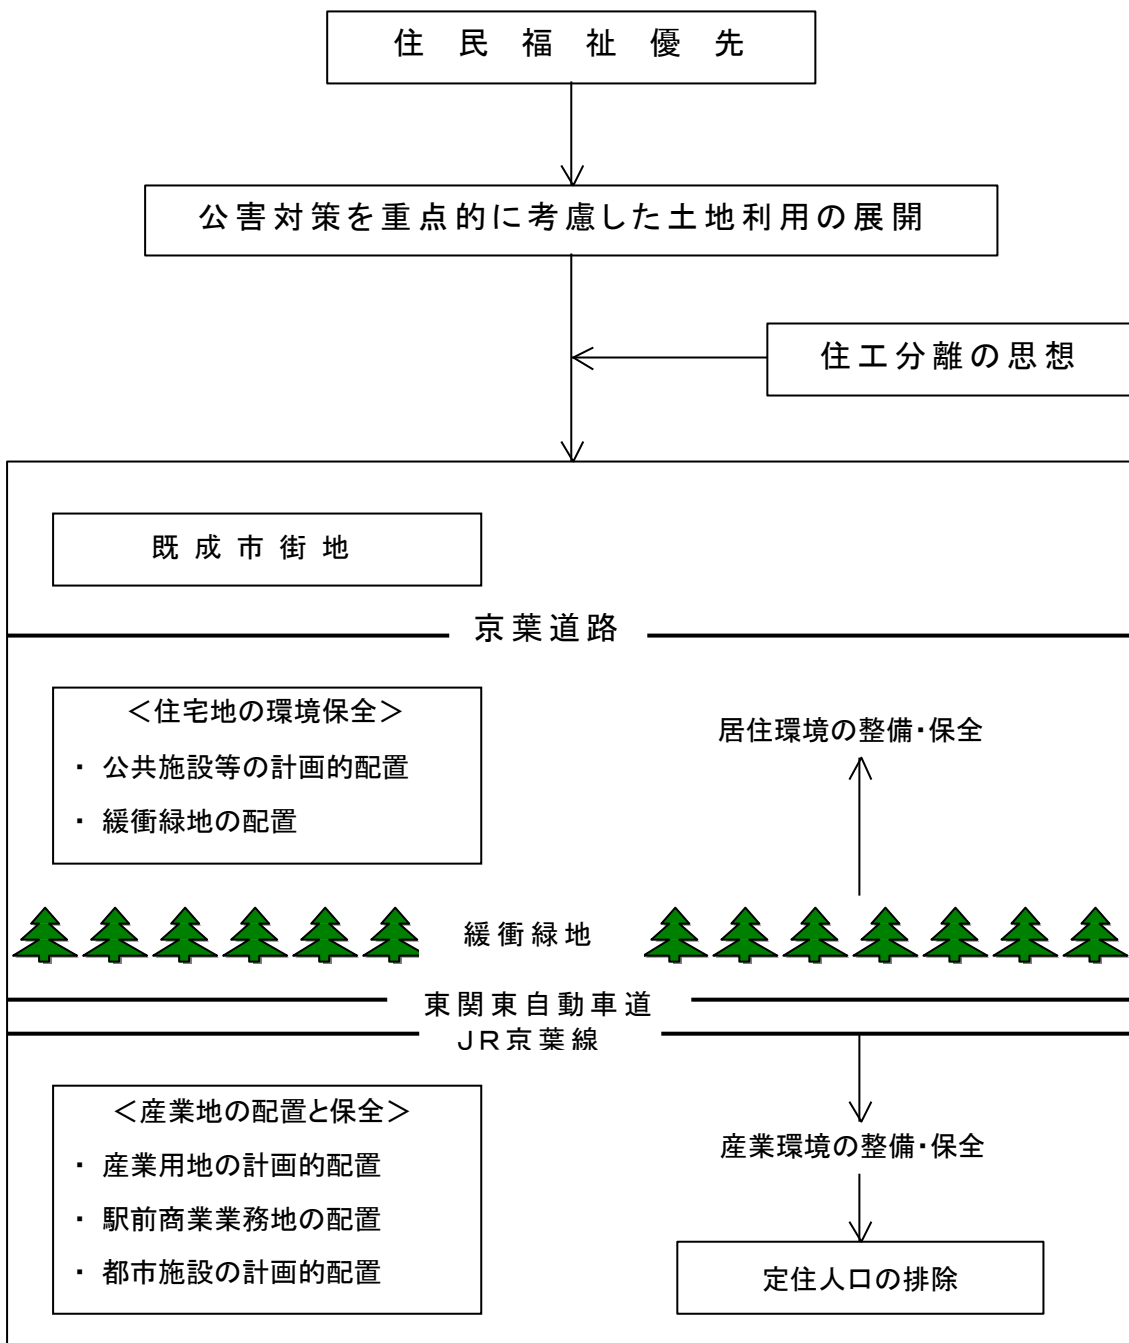 住民福祉優先
公害対策を重点的に考慮した土地利用の展開
住工分離の思想
既成市街地
京葉道路
＜住宅地の環境保全＞
・ 公共施設等の計画的配置
・ 緩衝緑地の配置
居住環境の整備・保全
緩衝緑地
東関東自動車道
ＪＲ京葉線
＜産業地の配置と保全＞
・ 産業用地の計画的配置
・ 駅前商業業務地の配置
・ 都市施設の計画的配置
産業環境の整備・保全
定住人口の排除